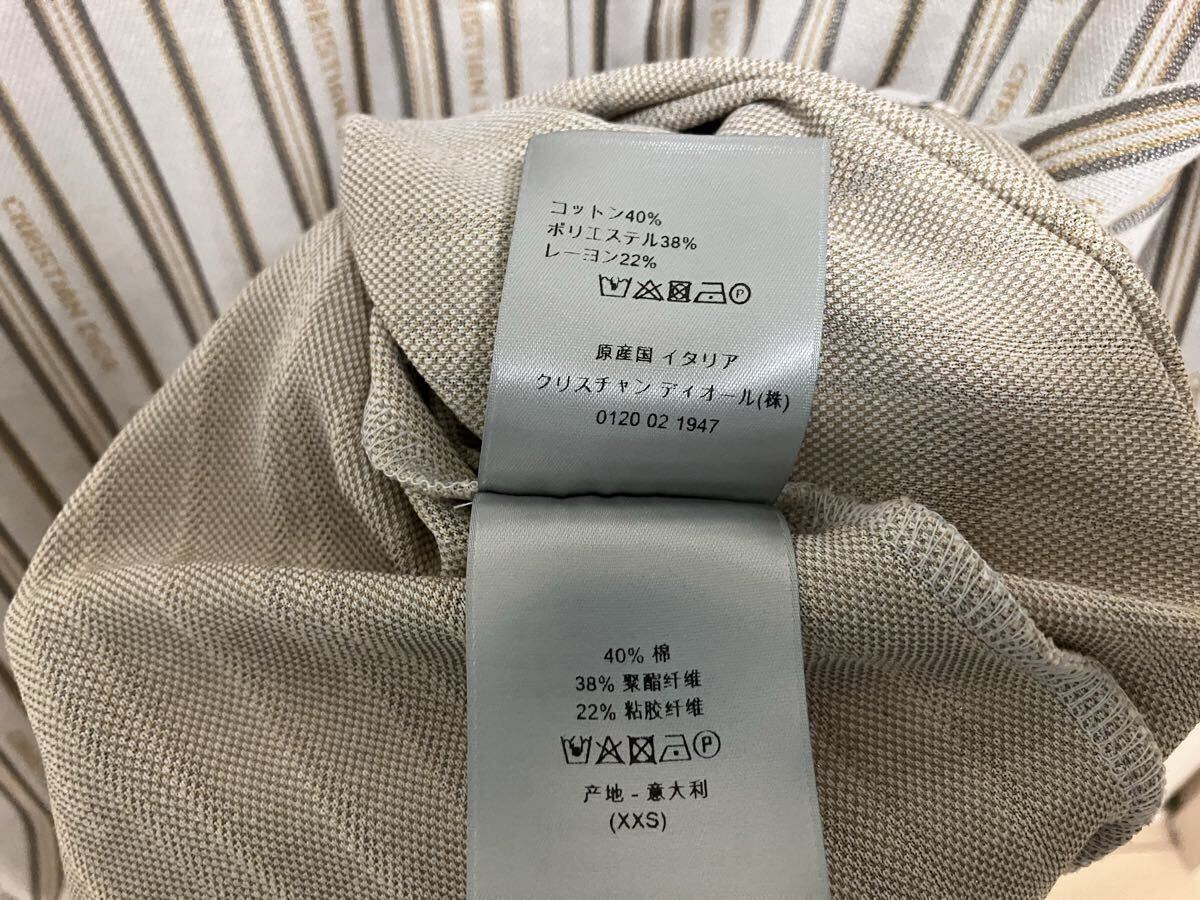 CHRISTIAN DIOR
CHRISTIAN
コットン40%
ポリエステル38%
レーヨン22%
原産国 イタリア
クリスチャン ディオール(株)
0120 02 1947
40% 棉
38% 聚酯纤维
22% 粘胶纤维
产地 - 意大利
(XXS)